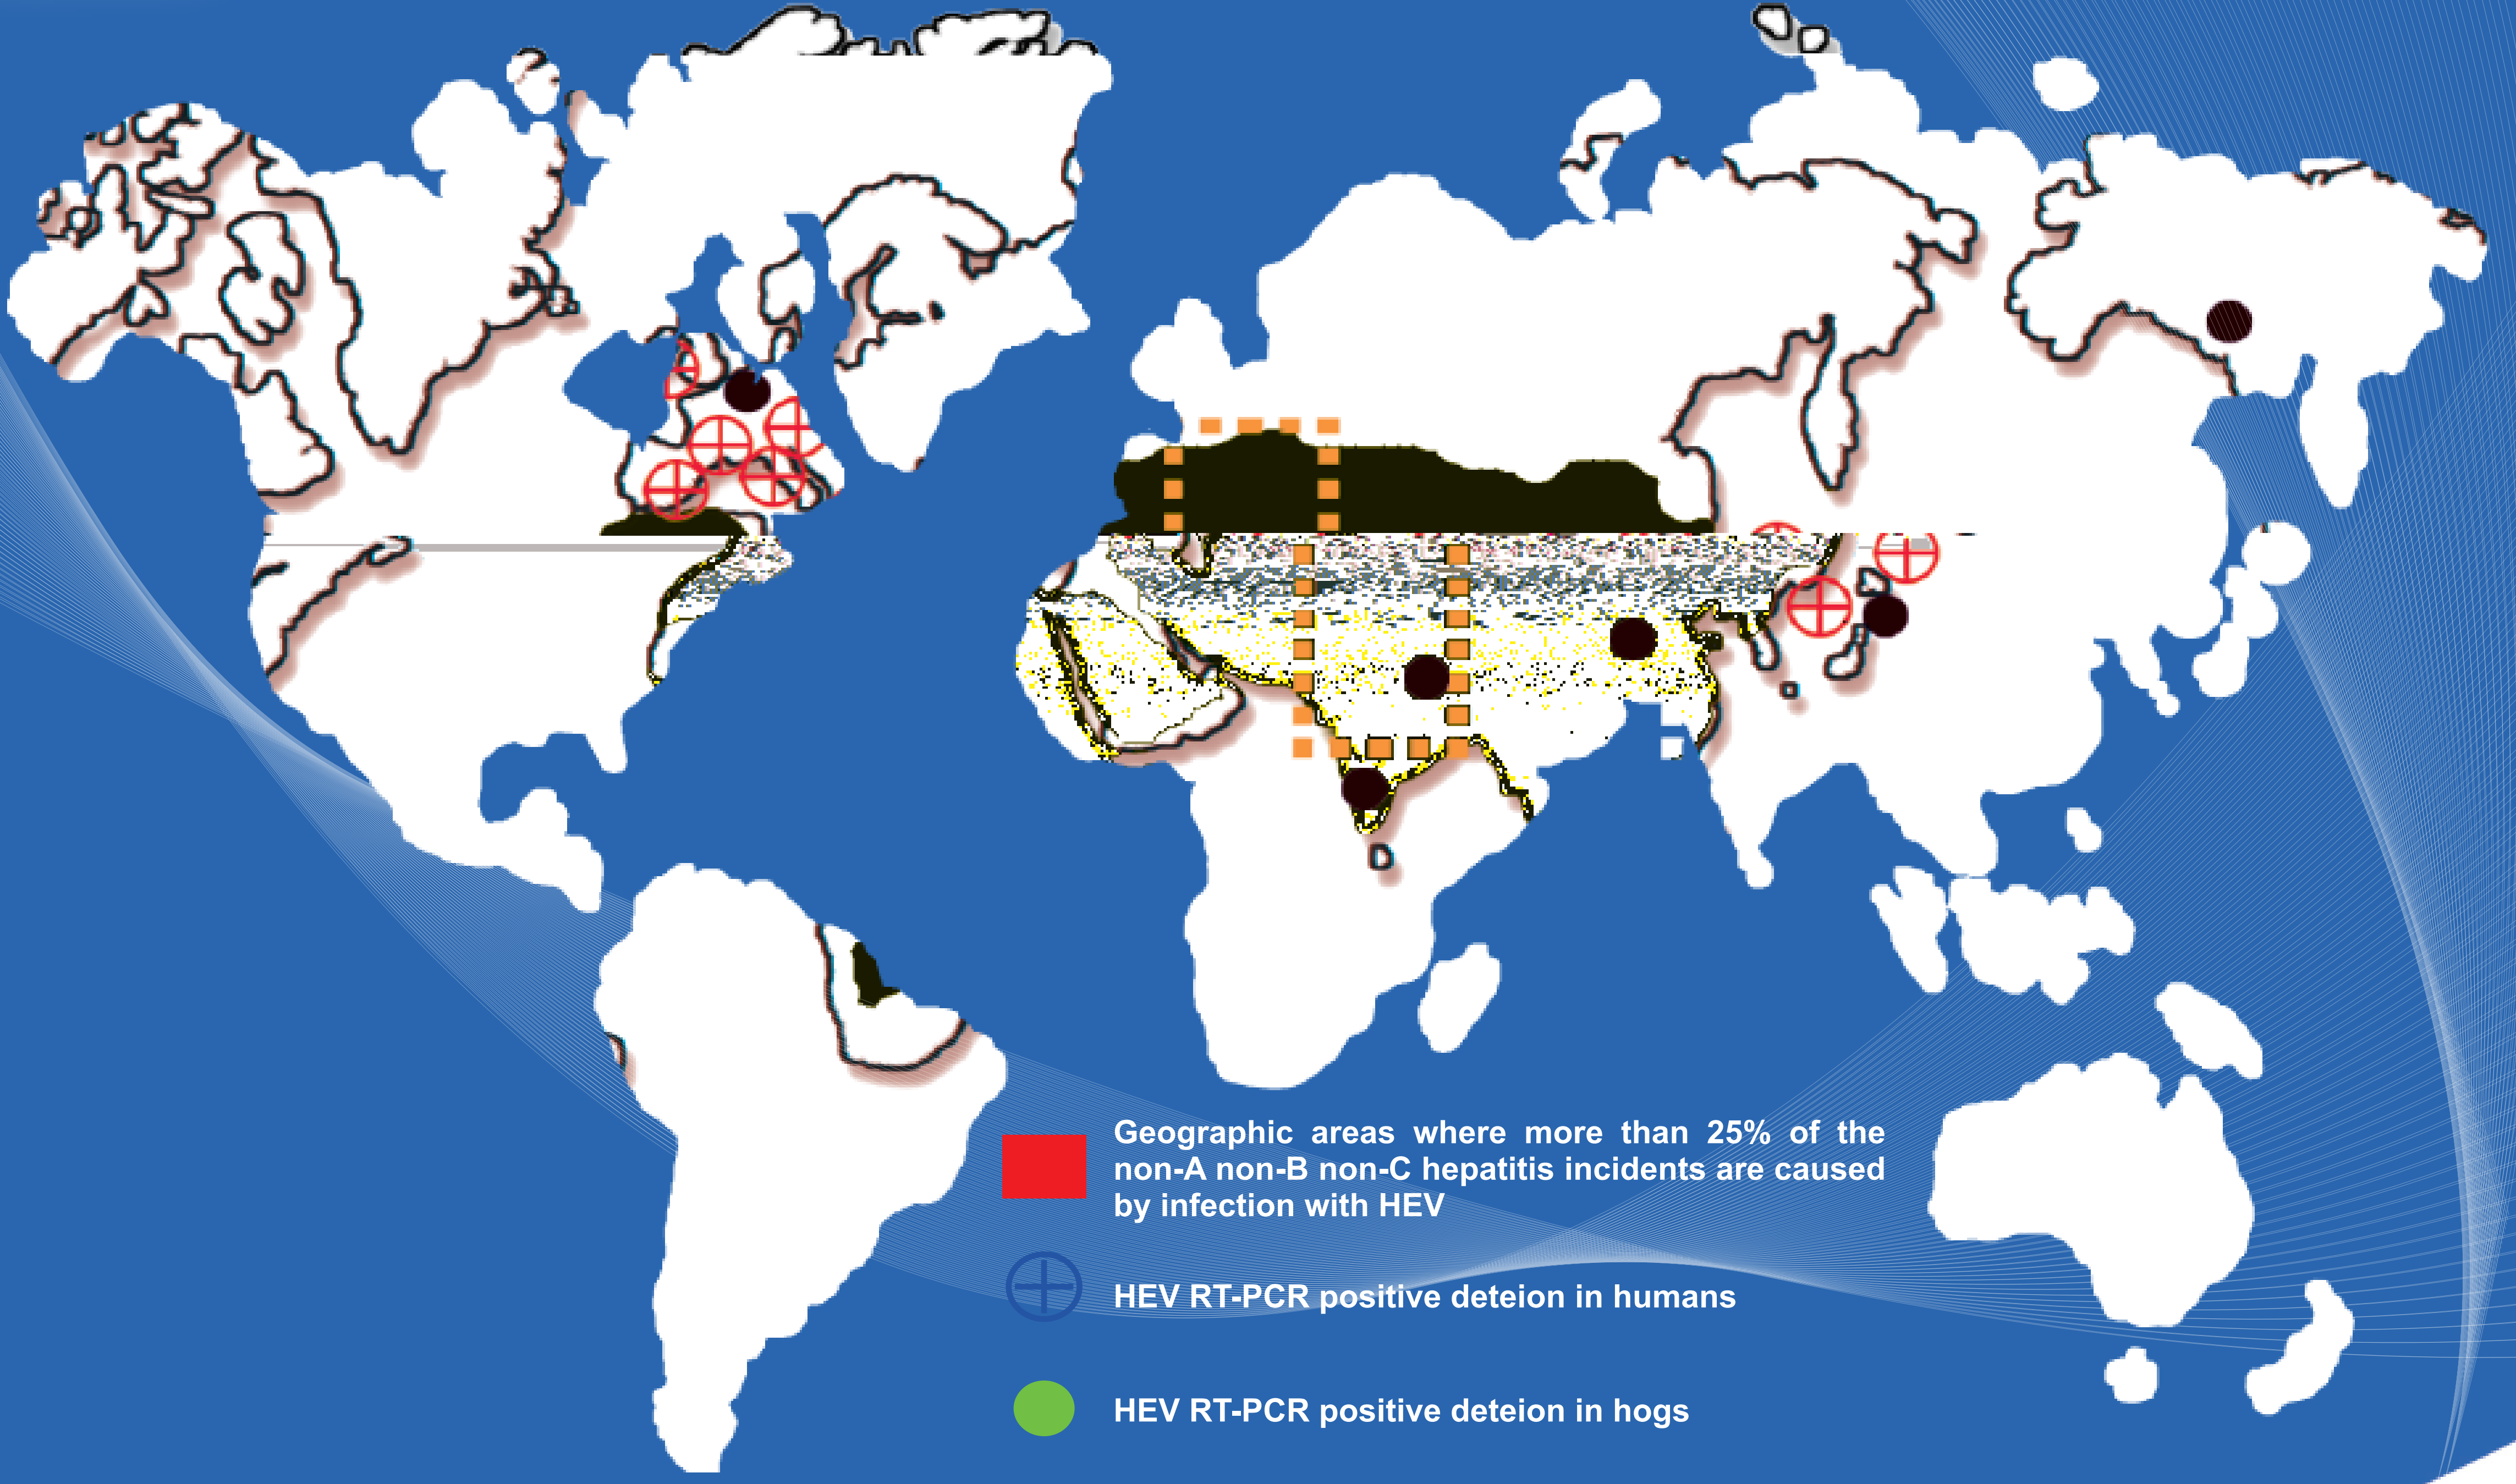 Geographic areas where more than 25% of the
non-A non-B non-C hepatitis incidents are caused
by infection with HEV
HEV RT-PCR positive deteion in humans
HEV RT-PCR positive deteion in hogs